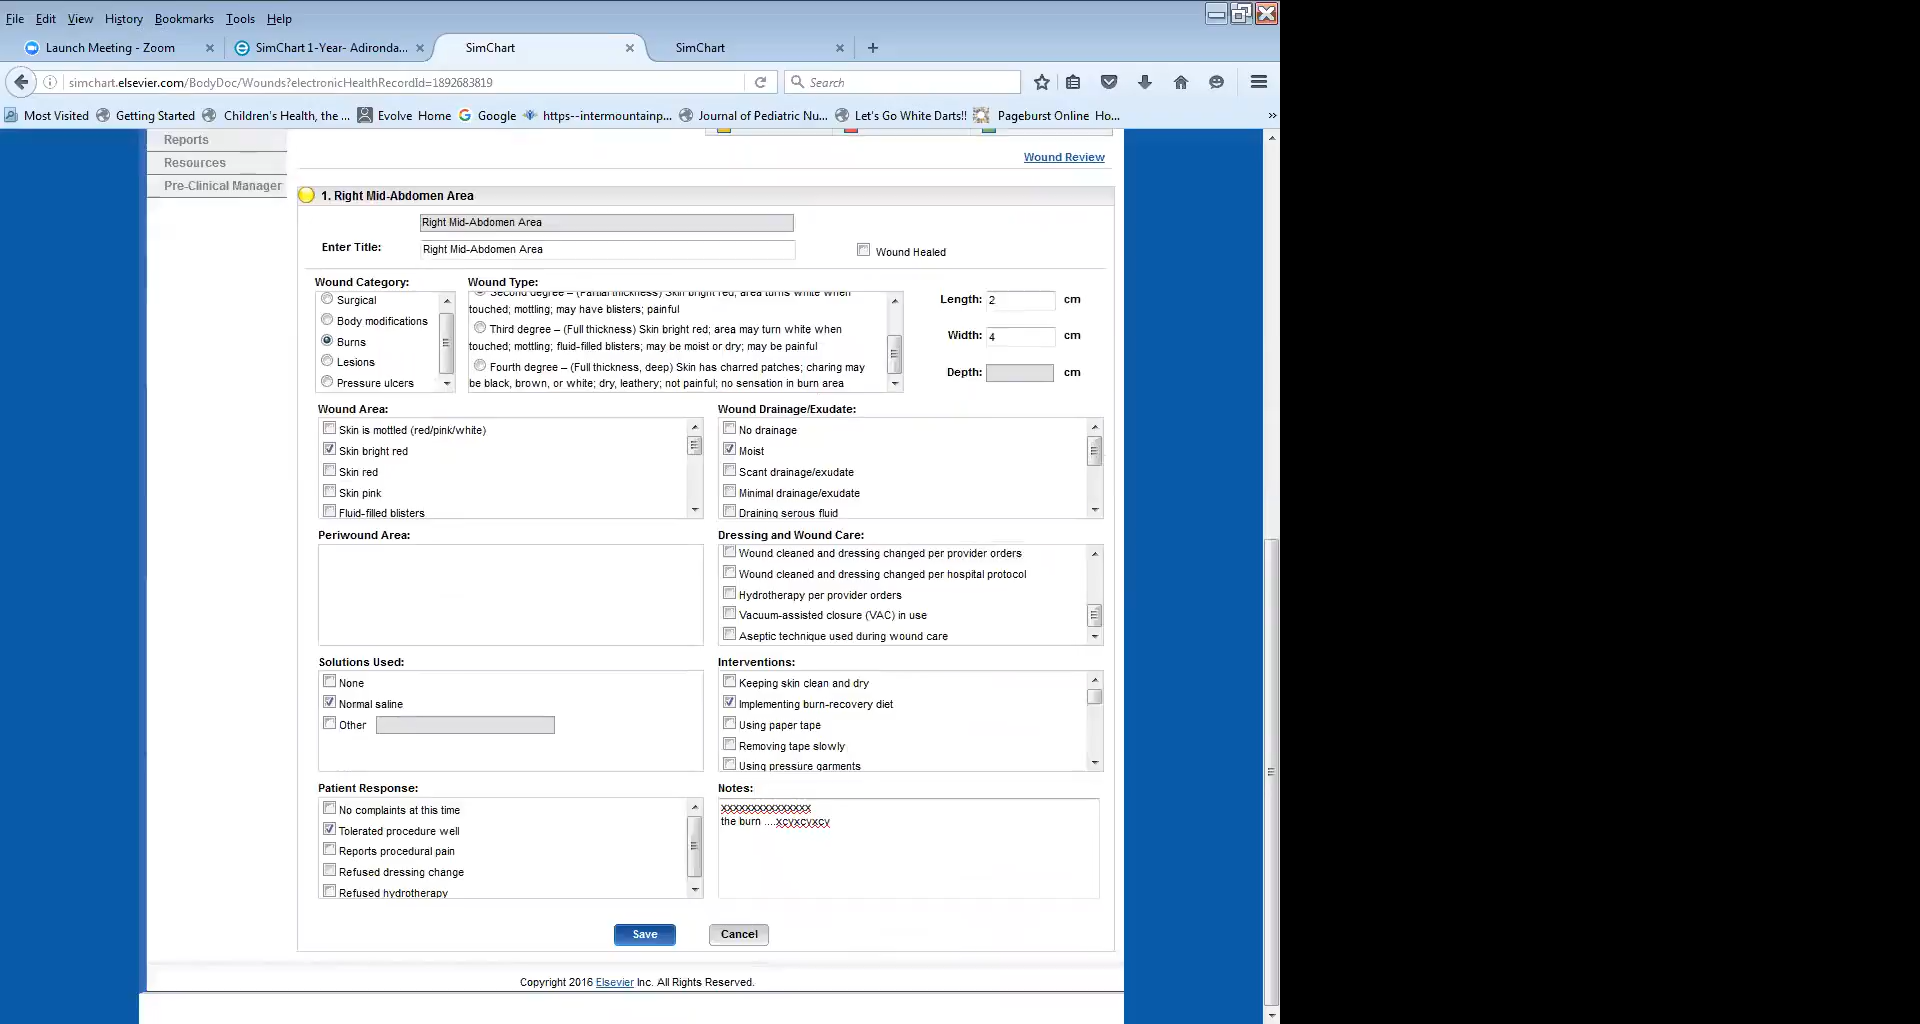 File Edit View History Bookmarks Tools Help
Launch Meeting - Zoom SimChart 1-Year- Adironda... SimChart SimChart
simchart.elsevier.com/BodyDoc/Wounds?electronicHealthRecordId=1892683819 Search
Most Visited Getting Started Children's Health, the ... Evolve Home Google https--intermountainp... Journal of Pediatric Nu... Let's Go White Darts!! Pageburst Online Ho... »
Reports
Resources
Wound Review
Pre-Clinical Manager
1. Right Mid-Abdomen Area
Right Mid-Abdomen Area
Enter Title: Right Mid-Abdomen Area Wound Healed
Wound Category: Wound Type:
Surgical
Body modifications
Burns
Lesions
Pressure ulcers
Second degree – (Partial thickness) Skin bright red; area turns white when
touched; mottling; may have blisters; painful
Third degree – (Full thickness) Skin bright red; area may turn white when
touched; mottling; fluid-filled blisters; may be moist or dry; may be painful
Fourth degree – (Full thickness, deep) Skin has charred patches; charing may
be black, brown, or white; dry, leathery; not painful; no sensation in burn area
Length: 2 cm
Width: 4 cm
Depth: cm
Wound Area:
Skin is mottled (red/pink/white)
Skin bright red
Skin red
Skin pink
Fluid-filled blisters
Wound Drainage/Exudate:
No drainage
Moist
Scant drainage/exudate
Minimal drainage/exudate
Draining serous fluid
Periwound Area:
Dressing and Wound Care:
Wound cleaned and dressing changed per provider orders
Wound cleaned and dressing changed per hospital protocol
Hydrotherapy per provider orders
Vacuum-assisted closure (VAC) in use
Aseptic technique used during wound care
Solutions Used:
None
Normal saline
Other
Interventions:
Keeping skin clean and dry
Implementing burn-recovery diet
Using paper tape
Removing tape slowly
Using pressure garments
Patient Response:
No complaints at this time
Tolerated procedure well
Reports procedural pain
Refused dressing change
Refused hydrotherapy
Notes:
the burn ....xcvxcvxcv
Save Cancel
Copyright 2016 Elsevier Inc. All Rights Reserved.